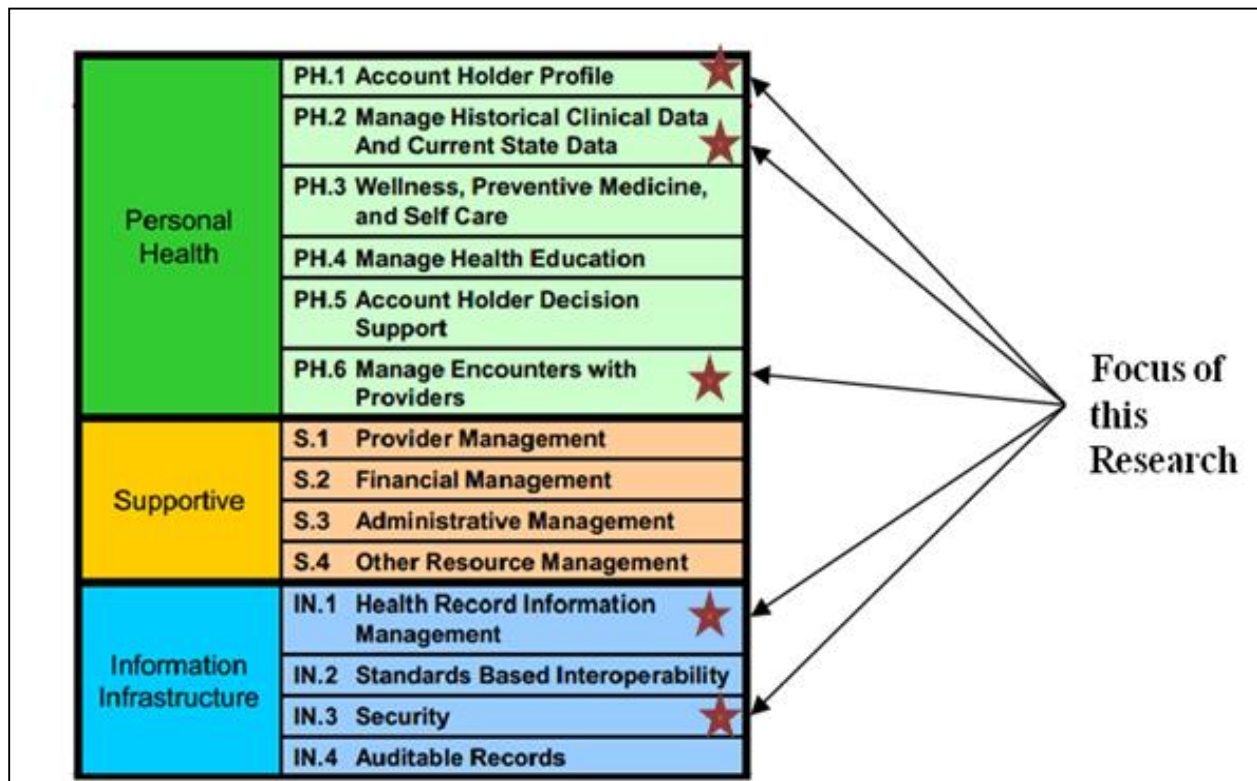 Personal
Health
PH.1 Account Holder Profile
PH.2 Manage Historical Clinical Data
And Current State Data
PH.3 Wellness, Preventive Medicine,
and Self Care
PH.4 Manage Health Education
PH.5 Account Holder Decision
Support
PH.6 Manage Encounters with
Providers
Supportive
S.1 Provider Management
S.2 Financial Management
S.3 Administrative Management
S.4 Other Resource Management
Information
Infrastructure
IN.1 Health Record Information
Management
IN.2 Standards Based Interoperability
IN.3 Security
IN.4 Auditable Records
Focus of
this
Research